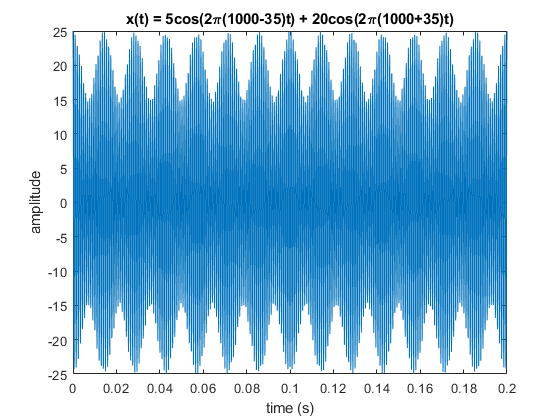 x(t) = 5cos(2π(1000-35)t) + 20cos(2π(1000+35)t)
25
20
15
10
5
0
-5
-10
-15
-20
-25
amplitude
0 0.02 0.04 0.06 0.08 0.1 0.12 0.14 0.16 0.18 0.2
time (s)